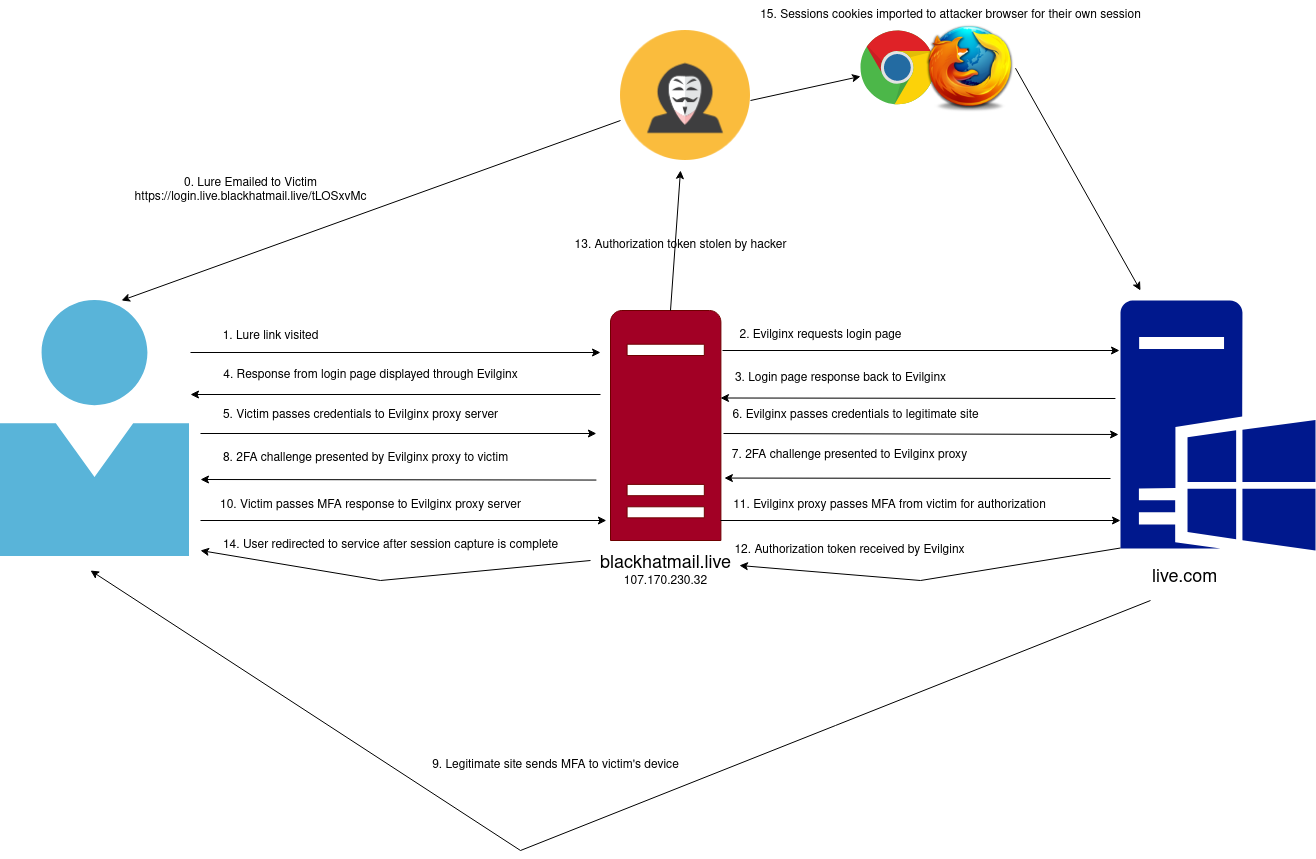 15. Sessions cookies imported to attacker browser for their own session
0. Lure Emailed to Victim
https://login.live.blackhatmail.live/tLOSxvMc
13. Authorization token stolen by hacker
1. Lure link visited
2. Evilginx requests login page
4. Response from login page displayed through Evilginx
3. Login page response back to Evilginx
5. Victim passes credentials to Evilginx proxy server
6. Evilginx passes credentials to legitimate site
8. 2FA challenge presented by Evilginx proxy to victim
7. 2FA challenge presented to Evilginx proxy
10. Victim passes MFA response to Evilginx proxy server
11. Evilginx proxy passes MFA from victim for authorization
14. User redirected to service after session capture is complete
12. Authorization token received by Evilginx
blackhatmail.live
107.170.230.32
live.com
9. Legitimate site sends MFA to victim's device